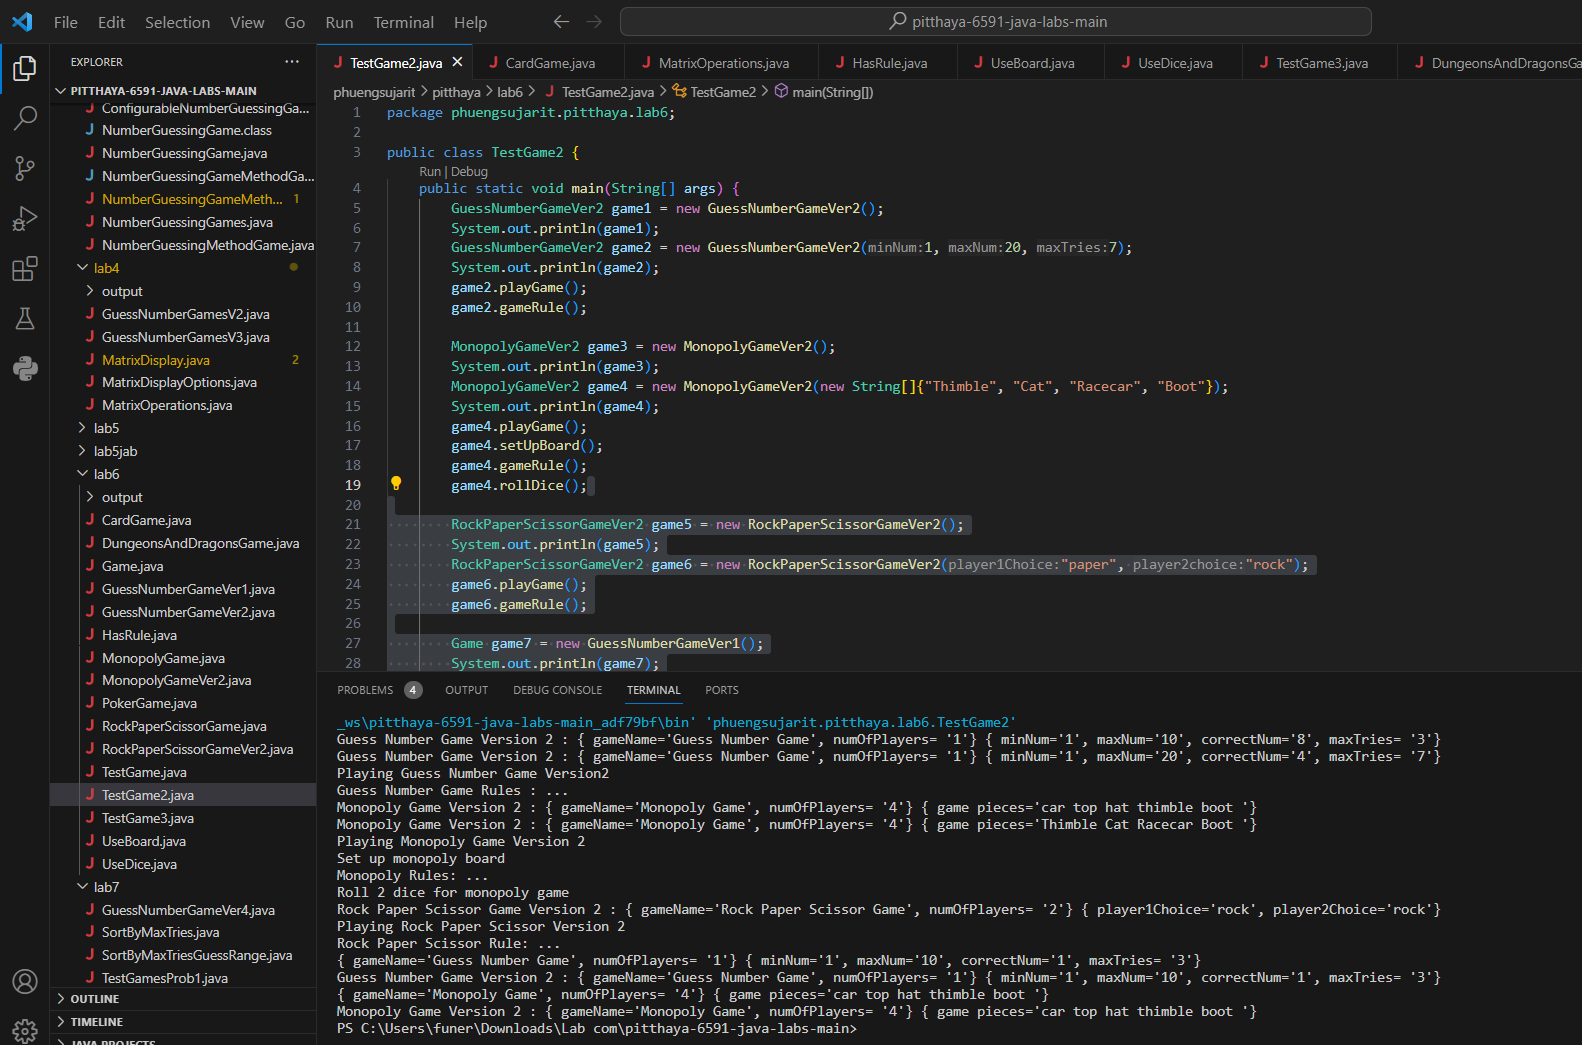 File Edit Selection View Go Run Terminal Help pitthaya-6591-java-labs-main
EXPLORER ...
PITTHAYA-6591-JAVA-LABS-MAIN
ConfigurableNumberGuessingGa...
NumberGuessingGame.class
NumberGuessingGame.java
NumberGuessingGameMethodGa...
NumberGuessingGameMeth... 1
NumberGuessingGames.java
NumberGuessingMethodGame.java
lab4
output
GuessNumberGamesV2.java
GuessNumberGamesV3.java
MatrixDisplay.java 2
MatrixDisplayOptions.java
MatrixOperations.java
lab5
lab5jab
lab6
output
CardGame.java
DungeonsAndDragonsGame.java
Game.java
GuessNumberGameVer1.java
GuessNumberGameVer2.java
HasRule.java
MonopolyGame.java
MonopolyGameVer2.java
PokerGame.java
RockPaperScissorGame.java
RockPaperScissorGameVer2.java
TestGame.java
TestGame2.java
TestGame3.java
UseBoard.java
UseDice.java
lab7
GuessNumberGameVer4.java
SortByMaxTries.java
SortByMaxTriesGuessRange.java
TestGamesProb1.java
OUTLINE
TIMELINE
JAVA PROJECTS
TestGame2.java CardGame.java MatrixOperations.java HasRule.java UseBoard.java UseDice.java TestGame3.java DungeonsAndDragonsGa
phuengsujarit > pitthaya > lab6 > TestGame2.java > TestGame2 > main(String[])
1 package phuengsujarit.pitthaya.lab6;
2
3 public class TestGame2 {
Run | Debug
4 public static void main(String[] args) {
5 GuessNumberGameVer2 game1 = new GuessNumberGameVer2();
6 System.out.println(game1);
7 GuessNumberGameVer2 game2 = new GuessNumberGameVer2(minNum:1, maxNum:20, maxTries:7);
8 System.out.println(game2);
9 game2.playGame();
10 game2.gameRule();
11
12 MonopolyGameVer2 game3 = new MonopolyGameVer2();
13 System.out.println(game3);
14 MonopolyGameVer2 game4 = new MonopolyGameVer2(new String[]{"Thimble", "Cat", "Racecar", "Boot"});
15 System.out.println(game4);
16 game4.playGame();
17 game4.setUpBoard();
18 game4.gameRule();
19 game4.rollDice();
20
21 RockPaperScissorGameVer2 game5 = new RockPaperScissorGameVer2();
22 System.out.println(game5);
23 RockPaperScissorGameVer2 game6 = new RockPaperScissorGameVer2(player1Choice:"paper", player2choice:"rock");
24 game6.playGame();
25 game6.gameRule();
26
27 Game game7 = new GuessNumberGameVer1();
28 System.out.println(game7);
PROBLEMS 4 OUTPUT DEBUG CONSOLE TERMINAL PORTS
_ws\pitthaya-6591-java-labs-main_adf79bf\bin' 'phuengsujarit.pitthaya.lab6.TestGame2'
Guess Number Game Version 2 : { gameName='Guess Number Game', numOfPlayers= '1'} { minNum='1', maxNum='10', correctNum='8', maxTries= '3'}
Guess Number Game Version 2 : { gameName='Guess Number Game', numOfPlayers= '1'} { minNum='1', maxNum='20', correctNum='4', maxTries= '7'}
Playing Guess Number Game Version2
Guess Number Game Rules : ...
Monopoly Game Version 2 : { gameName='Monopoly Game', numOfPlayers= '4'} { game pieces='car top hat thimble boot '}
Monopoly Game Version 2 : { gameName='Monopoly Game', numOfPlayers= '4'} { game pieces='Thimble Cat Racecar Boot '}
Playing Monopoly Game Version 2
Set up monopoly board
Monopoly Rules: ...
Roll 2 dice for monopoly game
Rock Paper Scissor Game Version 2 : { gameName='Rock Paper Scissor Game', numOfPlayers= '2'} { player1Choice='rock', player2Choice='rock'}
Playing Rock Paper Scissor Version 2
Rock Paper Scissor Rule: ...
{ gameName='Guess Number Game', numOfPlayers= '1'} { minNum='1', maxNum='10', correctNum='1', maxTries= '3'}
Guess Number Game Version 2 : { gameName='Guess Number Game', numOfPlayers= '1'} { minNum='1', maxNum='10', correctNum='1', maxTries= '3'}
{ gameName='Monopoly Game', numOfPlayers= '4'} { game pieces='car top hat thimble boot '}
Monopoly Game Version 2 : { gameName='Monopoly Game', numOfPlayers= '4'} { game pieces='car top hat thimble boot '}
PS C:\Users\funer\Downloads\Lab com\pitthaya-6591-java-labs-main>